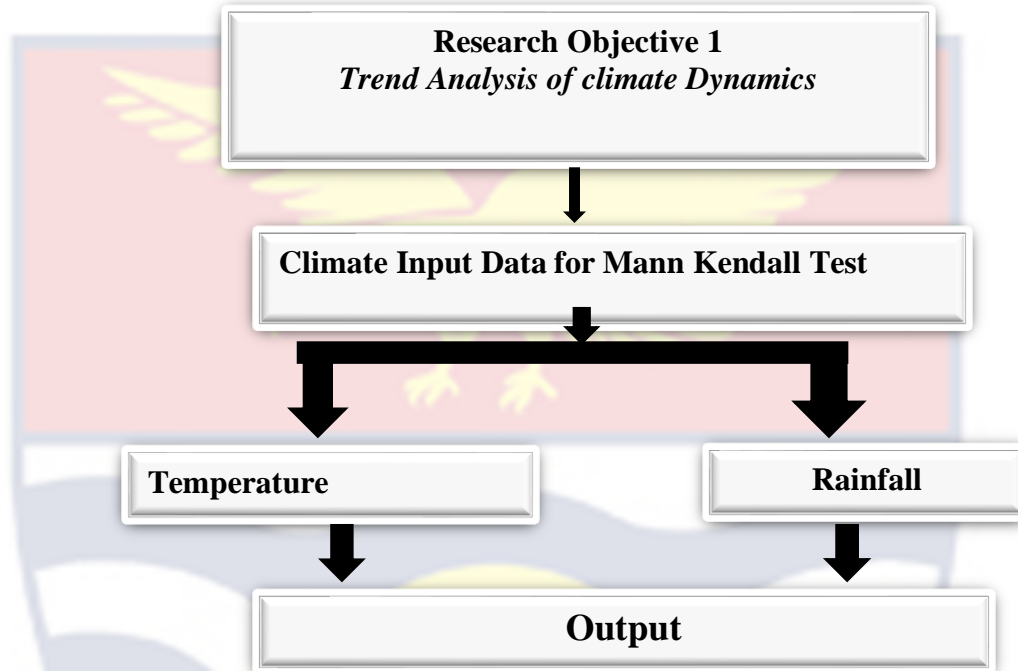 Research Objective 1
Trend Analysis of climate Dynamics
Climate Input Data for Mann Kendall Test
Temperature
Rainfall
Output